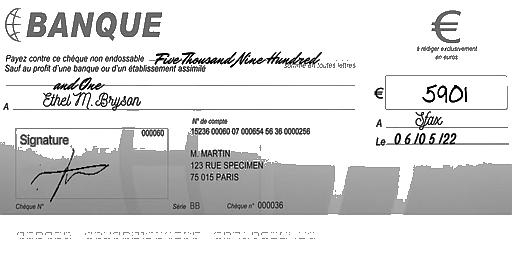 BANQUE
€
à rédiger exclusivement
en euros
Payez contre ce chèque non endossable Five Thousand Nine Hundred
Sauf au profit d'une banque ou d'un établissement assimilé
somme en toutes lettres
and One
A Ethel M. Bryson
€ 5901
A Sfax
Le 06/05/22
Signature
000060
N° de compte
15236 00060 07 000654 56 36 0000256
M. MARTIN
123 RUE SPECIMEN
75 015 PARIS
Chèque N°
Série BB
Chèque n° 000036